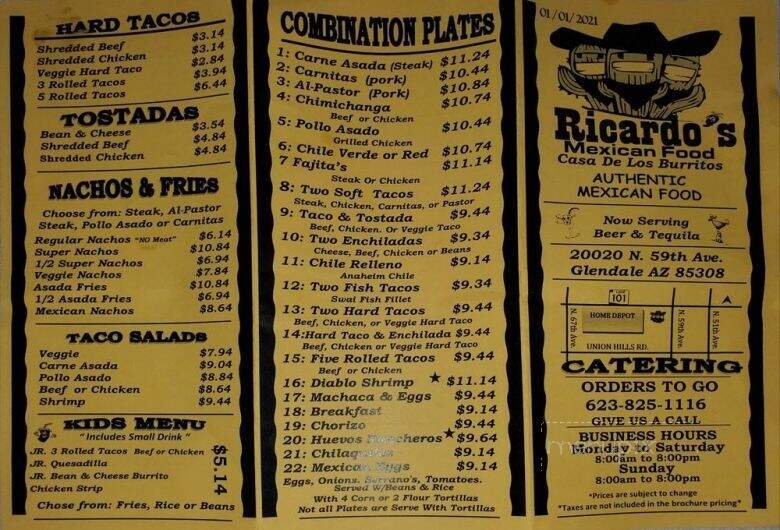 HARD TACOS
Shredded Beef $3.14
Shredded Chicken $3.14
Veggie Hard Taco $2.84
3 Rolled Tacos $3.94
5 Rolled Tacos $6.44
TOSTADAS
Bean & Cheese $3.54
Shredded Beef $4.84
Shredded Chicken $4.84
NACHOS & FRIES
Choose from: Steak, Al-Pastor
Steak, Pollo Asado or Carnitas
Regular Nachos "NO Meat" $6.14
Super Nachos $10.84
1/2 Super Nachos $6.94
Veggie Nachos $7.84
Asada Fries $10.84
1/2 Asada Fries $6.94
Mexican Nachos $8.64
TACO SALADS
Veggie $7.94
Carne Asada $9.04
Pollo Asado $8.84
Beef or Chicken $8.64
Shrimp $9.44
KIDS MENU
"Includes Small Drink"
JR. 3 Rolled Tacos Beef or Chicken
JR. Quesadilla
JR. Bean & Cheese Burrito
Chicken Strip
$5.14
Chose from: Fries, Rice or Beans
COMBINATION PLATES
1: Carne Asada (Steak) $11.24
2: Carnitas (pork) $10.44
3: Al-Pastor (Pork) $10.84
4: Chimichanga $10.74
Beef or Chicken
5: Pollo Asado $10.44
Grilled Chicken
6: Chile Verde or Red $10.74
7 Fajita's $11.14
Steak Or Chicken
8: Two Soft Tacos $11.24
Steak, Chicken, Carnitas, or Pastor
9: Taco & Tostada $9.44
Beef, Chicken. Or Veggie Taco
10: Two Enchiladas $9.34
Cheese, Beef, Chicken or Beans
11: Chile Relleno $9.14
Anaheim Chile
12: Two Fish Tacos $9.34
Swai Fish Fillet
13: Two Hard Tacos $9.44
Beef, Chicken, or Veggie Hard Taco
14:Hard Taco & Enchilada $9.44
Beef, Chicken or Veggie Hard Taco
15: Five Rolled Tacos $9.44
Beef or Chicken
16: Diablo Shrimp ★ $11.14
17: Machaca & Eggs $9.44
18: Breakfast $9.14
19: Chorizo $9.44
20: Huevos Rancheros★ $9.64
21: Chilaquiles $9.14
22: Mexican Eggs $9.14
Eggs, Onions, Serrano's, Tomatoes.
Served W/Beans & Rice
With 4 Corn or 2 Flour Tortillas
Not all Plates are Serve With Tortillas
01/01/2021
Ricardo's
Mexican Food
Casa De Los Burritos
AUTHENTIC
MEXICAN FOOD
Now Serving
Beer & Tequila
20020 N. 59th Ave.
Glendale AZ 85308
LOOP
101
HOME DEPOT
N. 67th Ave.
N. 59th Ave.
N. 51th Ave.
UNION HILLS RD.
CATERING
ORDERS TO GO
623-825-1116
GIVE US A CALL
BUSINESS HOURS
Monday to Saturday
8:00am to 8:00pm
Sunday
8:00am to 8:00pm
*Prices are subject to change
*Taxes are not included in the brochure pricing*